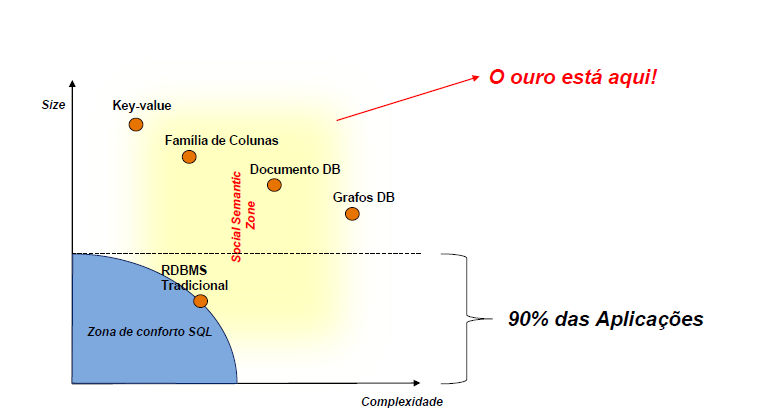 O ouro está aqui!
Size
Key-value
Família de Colunas
Documento DB
Grafos DB
Social Semantic
Zone
RDBMS
Tradicional
Zona de conforto SQL
90% das Aplicações
Complexidade